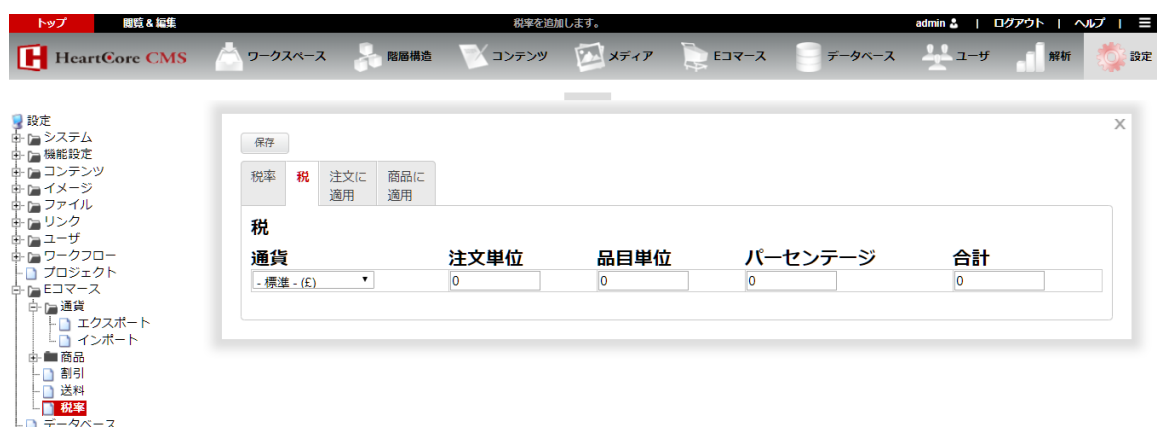 トップ 閲覧 & 編集 税率を追加します。 admin | ログアウト | ヘルプ |
HeartCore CMS ワークスペース 階層構造 コンテンツ メディア Eコマース データベース ユーザ 解析 設定
設定
システム
機能設定
コンテンツ
イメージ
ファイル
リンク
ユーザ
ワークフロー
プロジェクト
Eコマース
通貨
エクスポート
インポート
商品
割引
送料
税率
データベース
X
保存
税率 税 注文に適用 商品に適用
税
通貨 注文単位 品目単位 パーセンテージ 合計
- 標準 - (£) 0 0 0 0